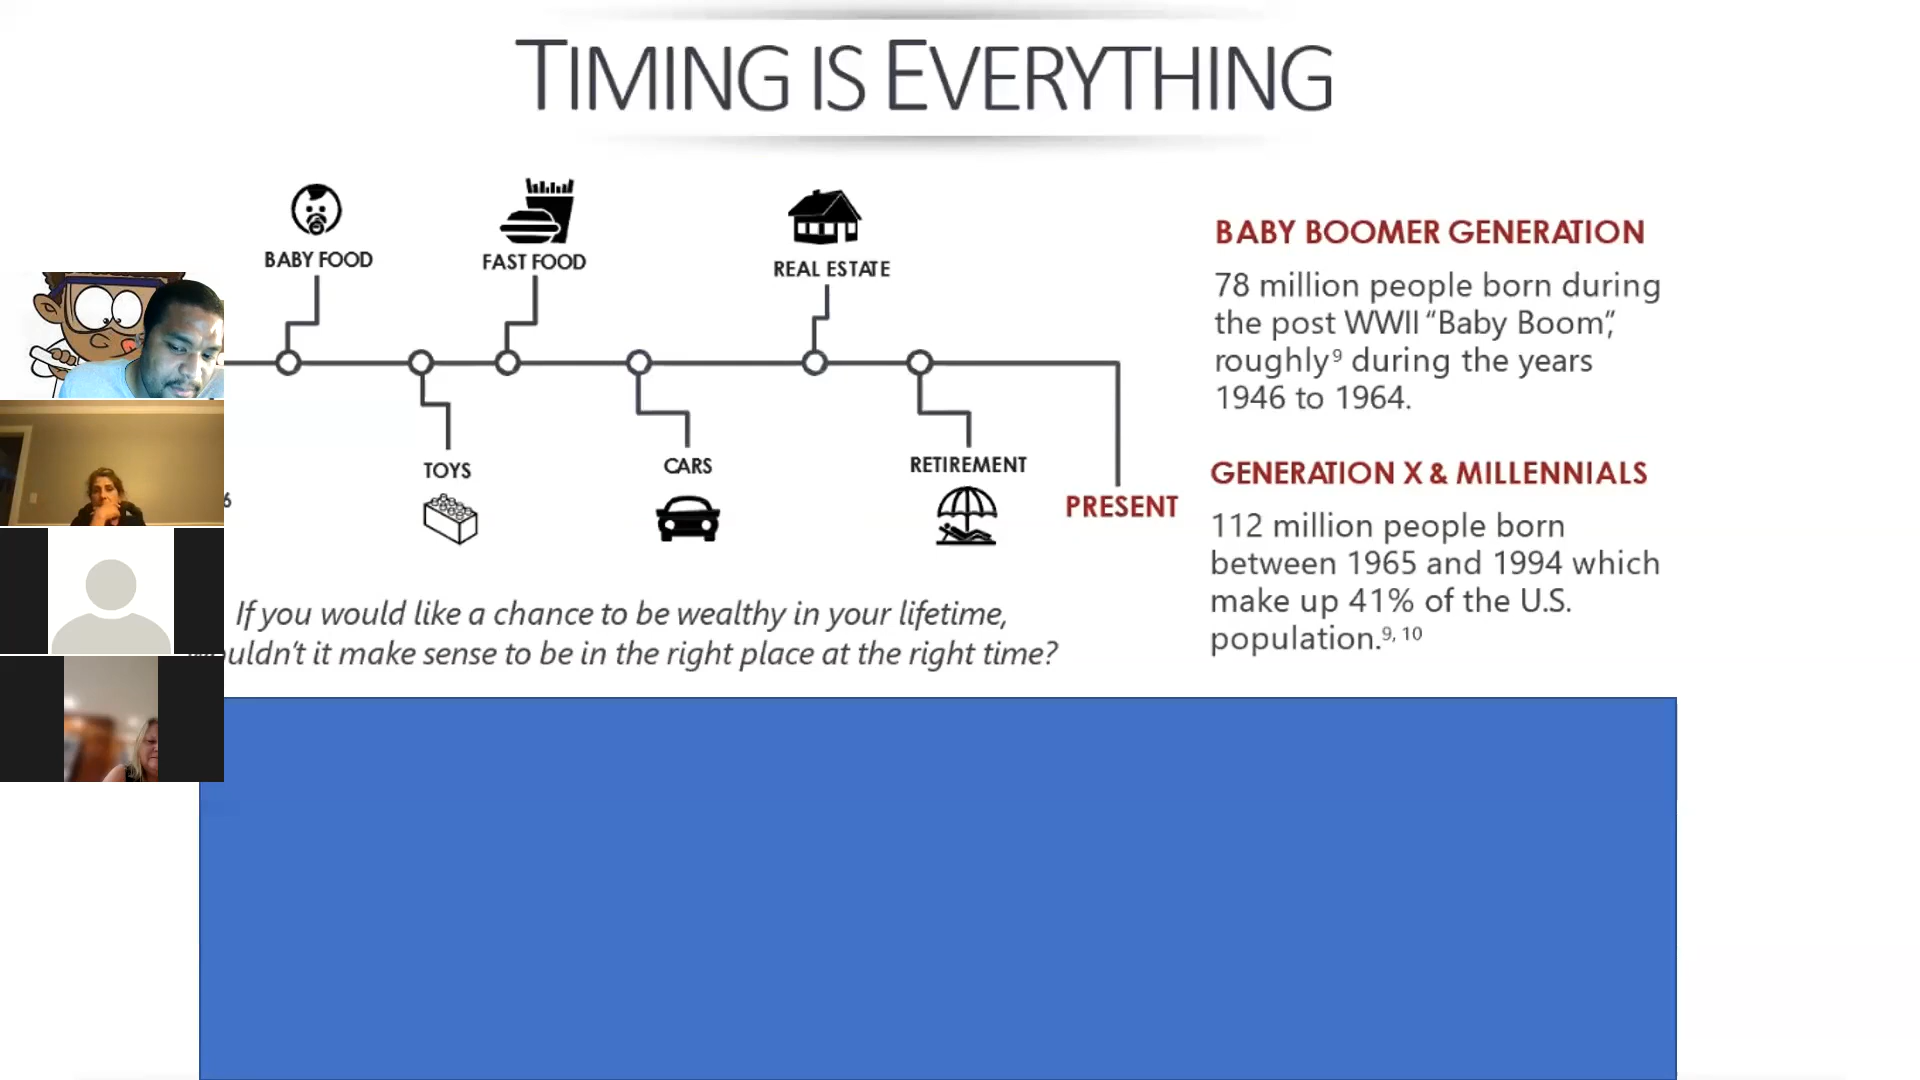 TIMING IS EVERYTHING
BABY FOOD
FAST FOOD
REAL ESTATE
TOYS
CARS
RETIREMENT
PRESENT
6
If you would like a chance to be wealthy in your lifetime,
uldn't it make sense to be in the right place at the right time?
BABY BOOMER GENERATION
78 million people born during
the post WWII “Baby Boom”,
roughly⁹ during the years
1946 to 1964.
GENERATION X & MILLENNIALS
112 million people born
between 1965 and 1994 which
make up 41% of the U.S.
population.⁹, ¹⁰